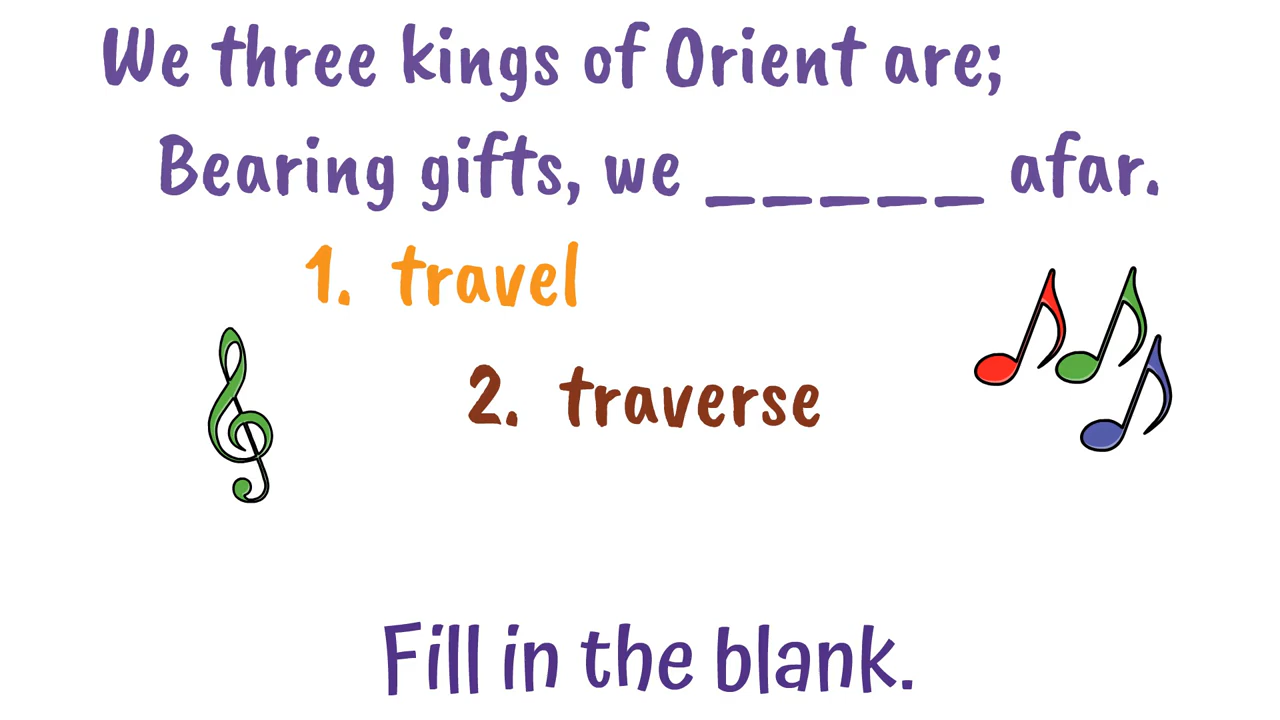 We three kings of Orient are;
Bearing gifts, we _____ afar.
1. travel
2. traverse
Fill in the blank.